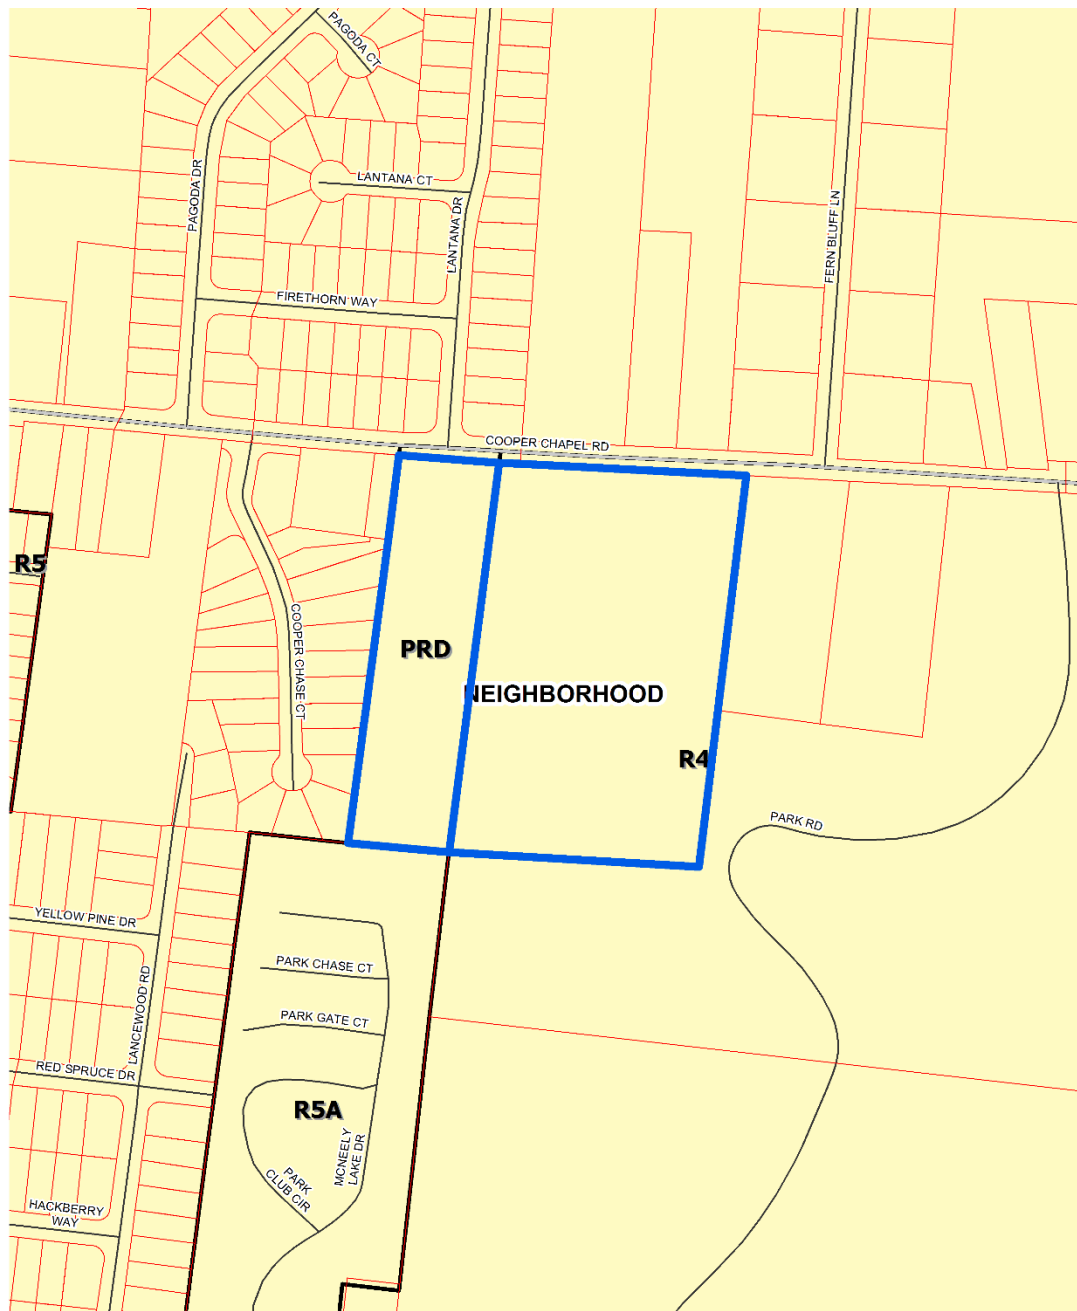 PAGODA CT
PAGODA DR
LANTANA CT
LANTANA DR
FERN BLUFF LN
FIRETHORN WAY
COOPER CHAPEL RD
R5
COOPER CHASE CT
PRD
NEIGHBORHOOD
R4
PARK RD
YELLOW PINE DR
LANCEWOOD RD
PARK CHASE CT
PARK GATE CT
RED SPRUCE DR
R5A
MCNEELY
LAKE DR
PARK
CLUB CIR
HACKBERRY
WAY